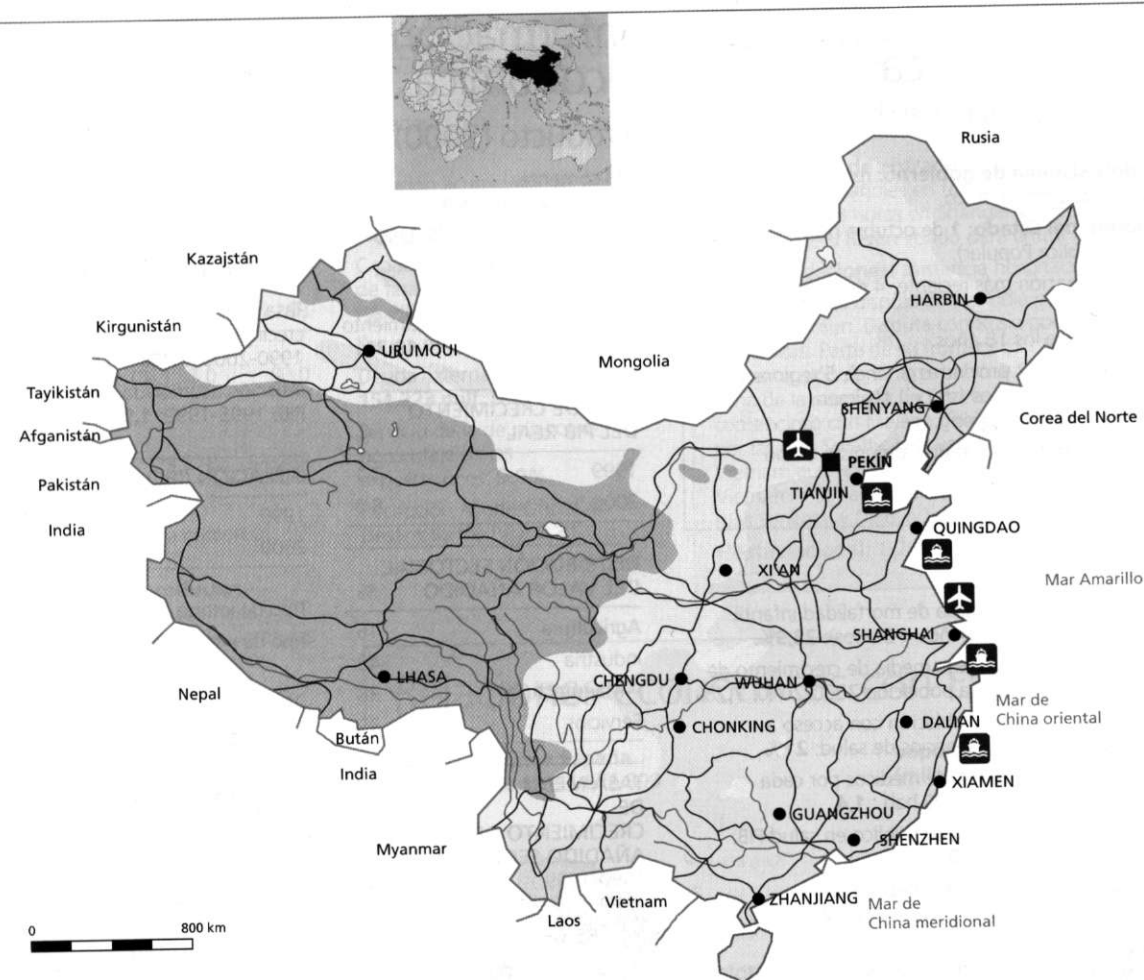 Rusia
Kazajstán
HARBIN
Kirgunistán
URUMQUI
Mongolia
Tayikistán
SHENYANG
Corea del Norte
Afganistán
PEKÍN
Pakistán
TIANJIN
India
QUINGDAO
XI'AN
Mar Amarillo
SHANGHAI
LHASA
CHENGDU
WUHAN
Nepal
Mar de
China oriental
DALIAN
CHONKING
Bután
India
XIAMEN
GUANGZHOU
SHENZHEN
Myanmar
Vietnam
ZHANJIANG
Mar de
China meridional
Laos
0 800 km